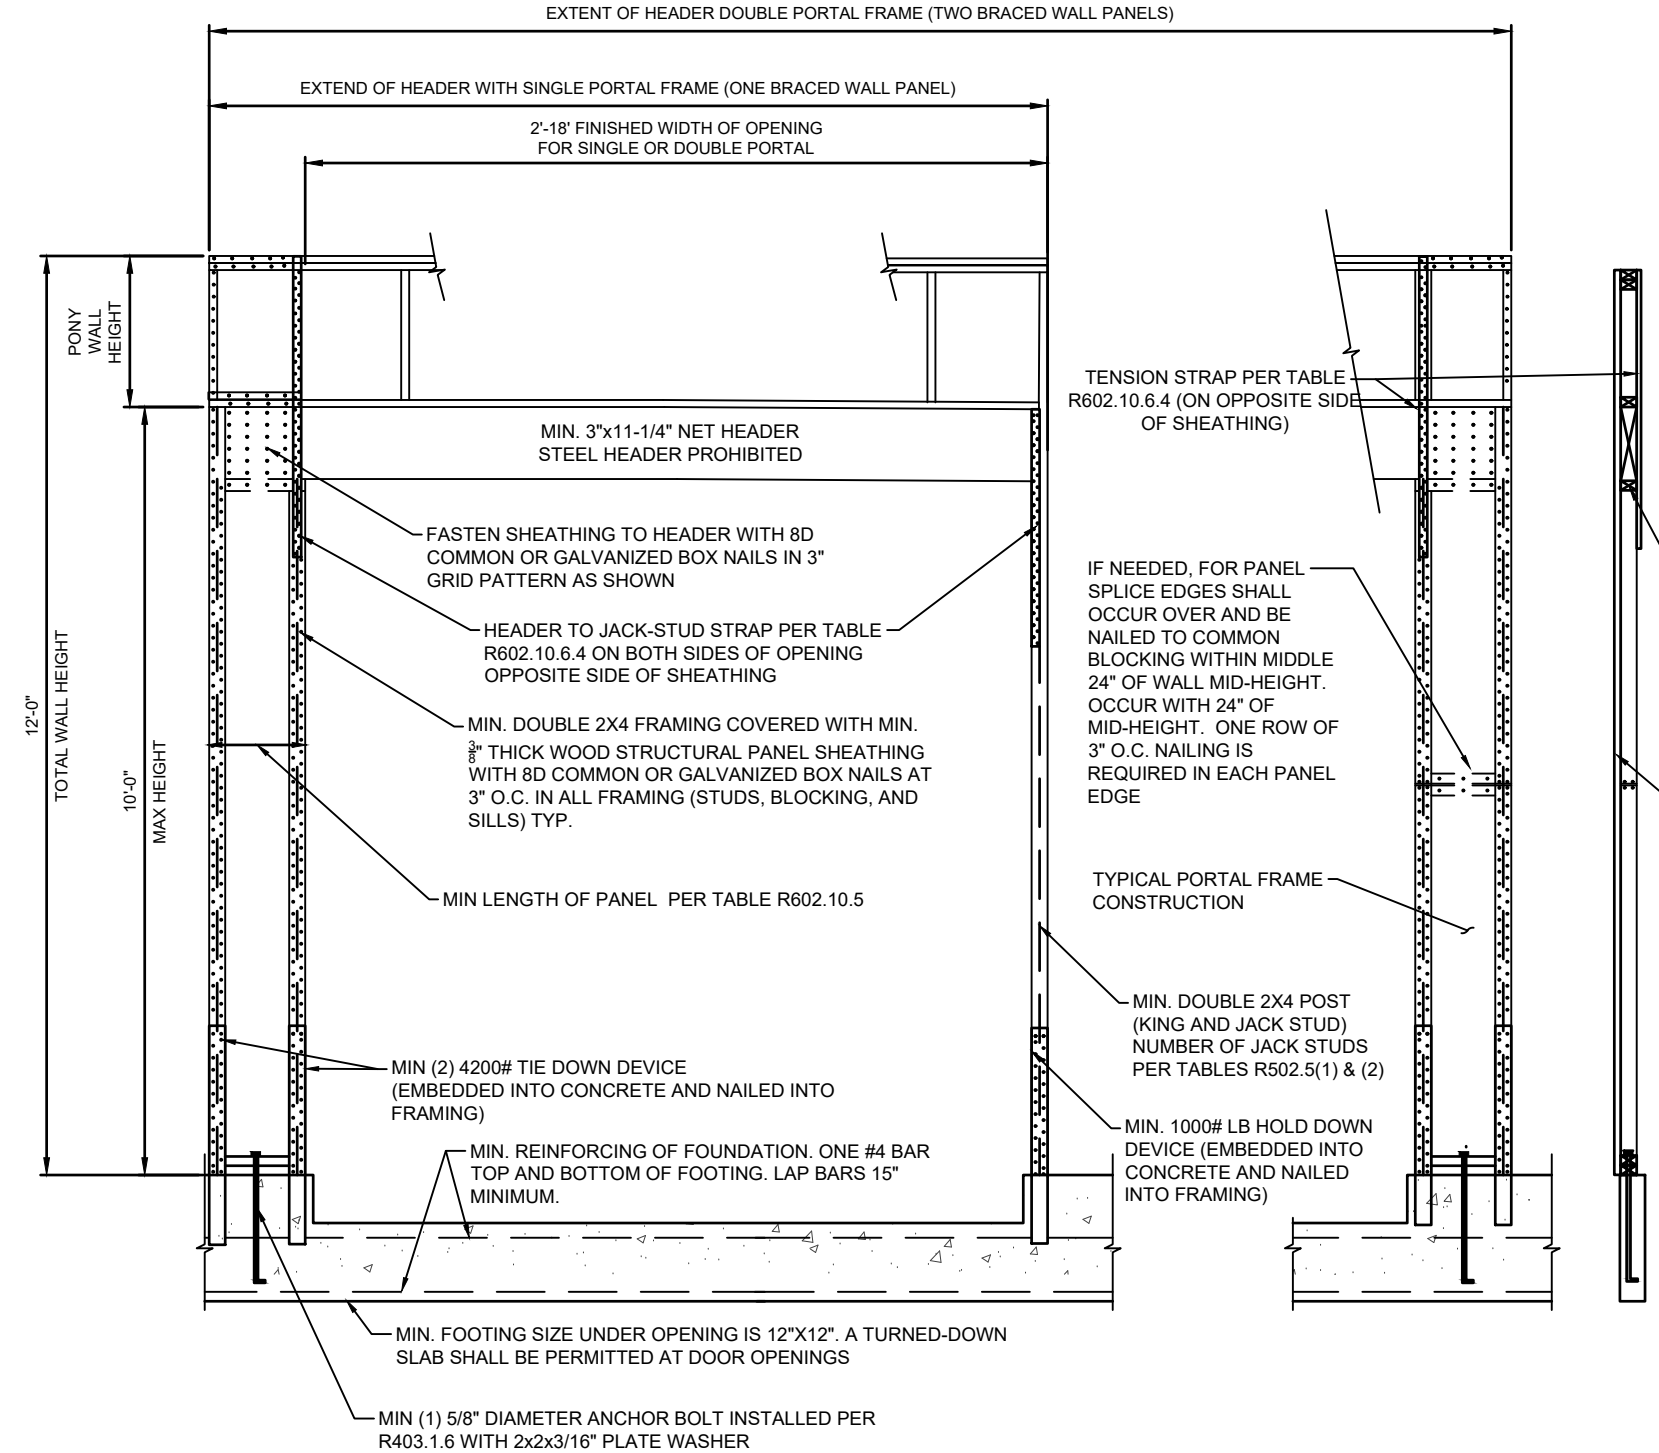 EXTENT OF HEADER DOUBLE PORTAL FRAME (TWO BRACED WALL PANELS)
EXTEND OF HEADER WITH SINGLE PORTAL FRAME (ONE BRACED WALL PANEL)
2'-18' FINISHED WIDTH OF OPENING
FOR SINGLE OR DOUBLE PORTAL
PONY
WALL
HEIGHT
12'-0"
TOTAL WALL HEIGHT
10'-0"
MAX HEIGHT
MIN. 3"x11-1/4" NET HEADER
STEEL HEADER PROHIBITED
TENSION STRAP PER TABLE
R602.10.6.4 (ON OPPOSITE SIDE
OF SHEATHING)
FASTEN SHEATHING TO HEADER WITH 8D
COMMON OR GALVANIZED BOX NAILS IN 3"
GRID PATTERN AS SHOWN
HEADER TO JACK-STUD STRAP PER TABLE
R602.10.6.4 ON BOTH SIDES OF OPENING
OPPOSITE SIDE OF SHEATHING
MIN. DOUBLE 2X4 FRAMING COVERED WITH MIN.
3/8" THICK WOOD STRUCTURAL PANEL SHEATHING
WITH 8D COMMON OR GALVANIZED BOX NAILS AT
3" O.C. IN ALL FRAMING (STUDS, BLOCKING, AND
SILLS) TYP.
MIN LENGTH OF PANEL PER TABLE R602.10.5
IF NEEDED, FOR PANEL
SPLICE EDGES SHALL
OCCUR OVER AND BE
NAILED TO COMMON
BLOCKING WITHIN MIDDLE
24" OF WALL MID-HEIGHT.
OCCUR WITH 24" OF
MID-HEIGHT. ONE ROW OF
3" O.C. NAILING IS
REQUIRED IN EACH PANEL
EDGE
TYPICAL PORTAL FRAME
CONSTRUCTION
MIN. DOUBLE 2X4 POST
(KING AND JACK STUD)
NUMBER OF JACK STUDS
PER TABLES R502.5(1) & (2)
MIN (2) 4200# TIE DOWN DEVICE
(EMBEDDED INTO CONCRETE AND NAILED INTO
FRAMING)
MIN. 1000# LB HOLD DOWN
DEVICE (EMBEDDED INTO
CONCRETE AND NAILED
INTO FRAMING)
MIN. REINFORCING OF FOUNDATION. ONE #4 BAR
TOP AND BOTTOM OF FOOTING. LAP BARS 15"
MINIMUM.
MIN. FOOTING SIZE UNDER OPENING IS 12"X12". A TURNED-DOWN
SLAB SHALL BE PERMITTED AT DOOR OPENINGS
MIN (1) 5/8" DIAMETER ANCHOR BOLT INSTALLED PER
R403.1.6 WITH 2x2x3/16" PLATE WASHER